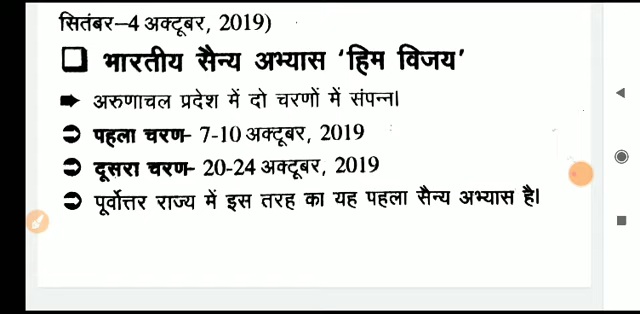 सितंबर–4 अक्टूबर, 2019)
❑ भारतीय सैन्य अभ्यास ‘हिम विजय’
➨ अरुणाचल प्रदेश में दो चरणों में संपन्न।
➲ पहला चरण- 7-10 अक्टूबर, 2019
➲ दूसरा चरण- 20-24 अक्टूबर, 2019
➲ पूर्वोत्तर राज्य में इस तरह का यह पहला सैन्य अभ्यास है।